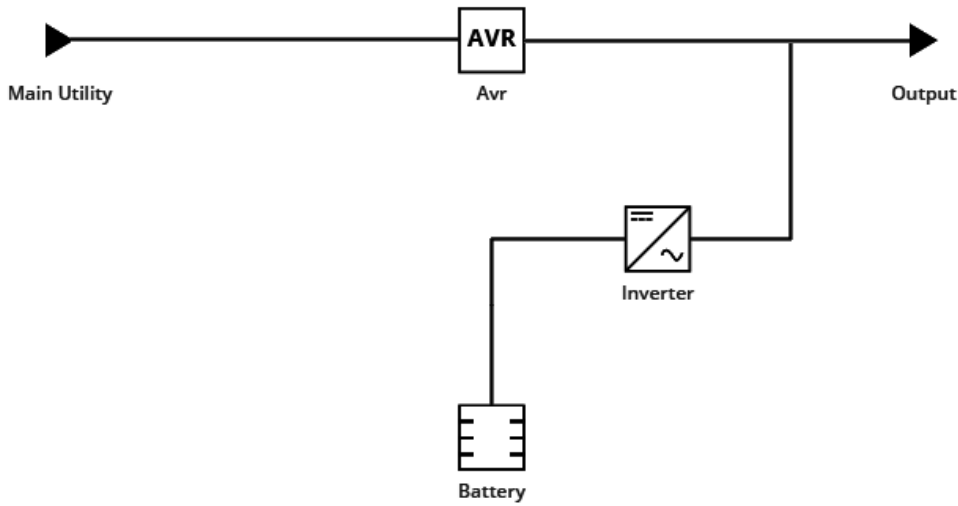 AVR
Main Utility
Avr
Output
Inverter
Battery